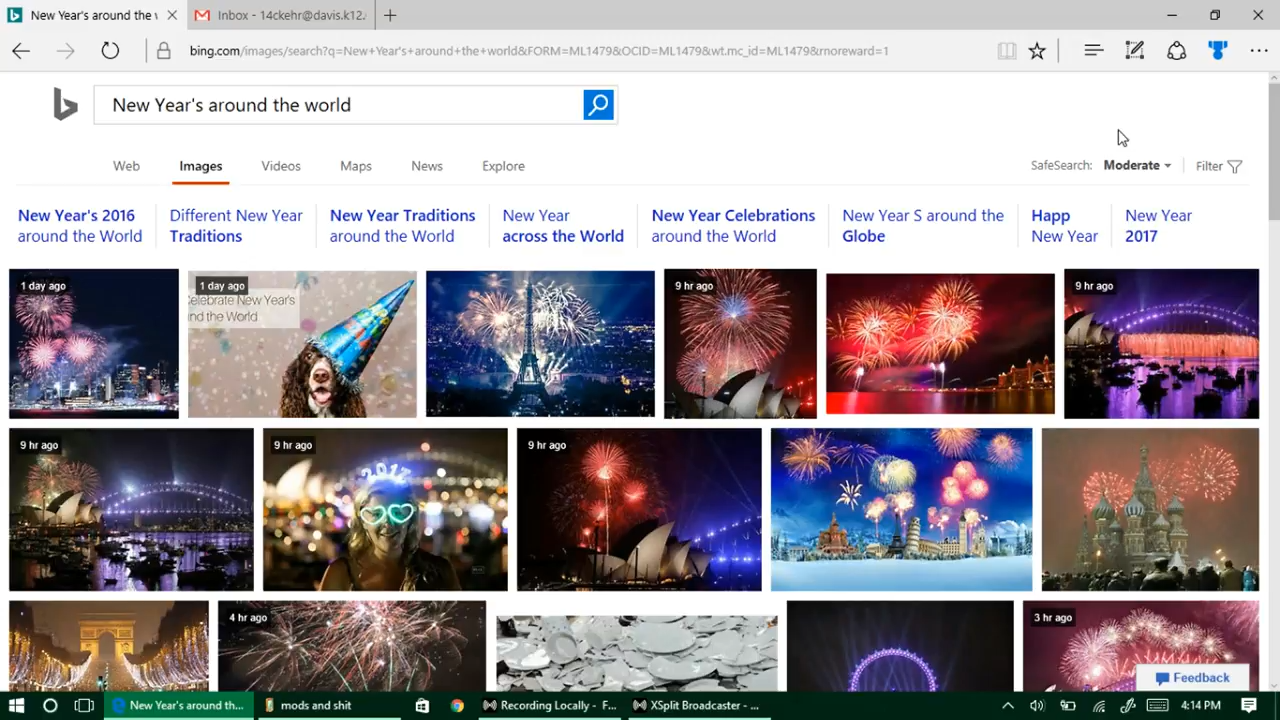 New Year's around the v
Inbox - 14ckehr@davis.k12.
bing.com/images/search?q=New+Year's+around+the+world&FORM=ML1479&OCID=ML1479&wt.mc_id=ML1479&rnoreward=1
New Year's around the world
Web
Images
Videos
Maps
News
Explore
SafeSearch: Moderate
Filter
New Year's 2016
around the World
Different New Year
Traditions
New Year Traditions
around the World
New Year
across the World
New Year Celebrations
around the World
New Year S around the
Globe
Happy
New Year
New Year
2017
1 day ago
1 day ago
Celebrate New Year's
nd the World
9 hr ago
9 hr ago
9 hr ago
9 hr ago
2017
9 hr ago
4 hr ago
3 hr ago
Feedback
New Year's around th...
mods and shit
Recording Locally - F...
XSplit Broadcaster - ...
4:14 PM